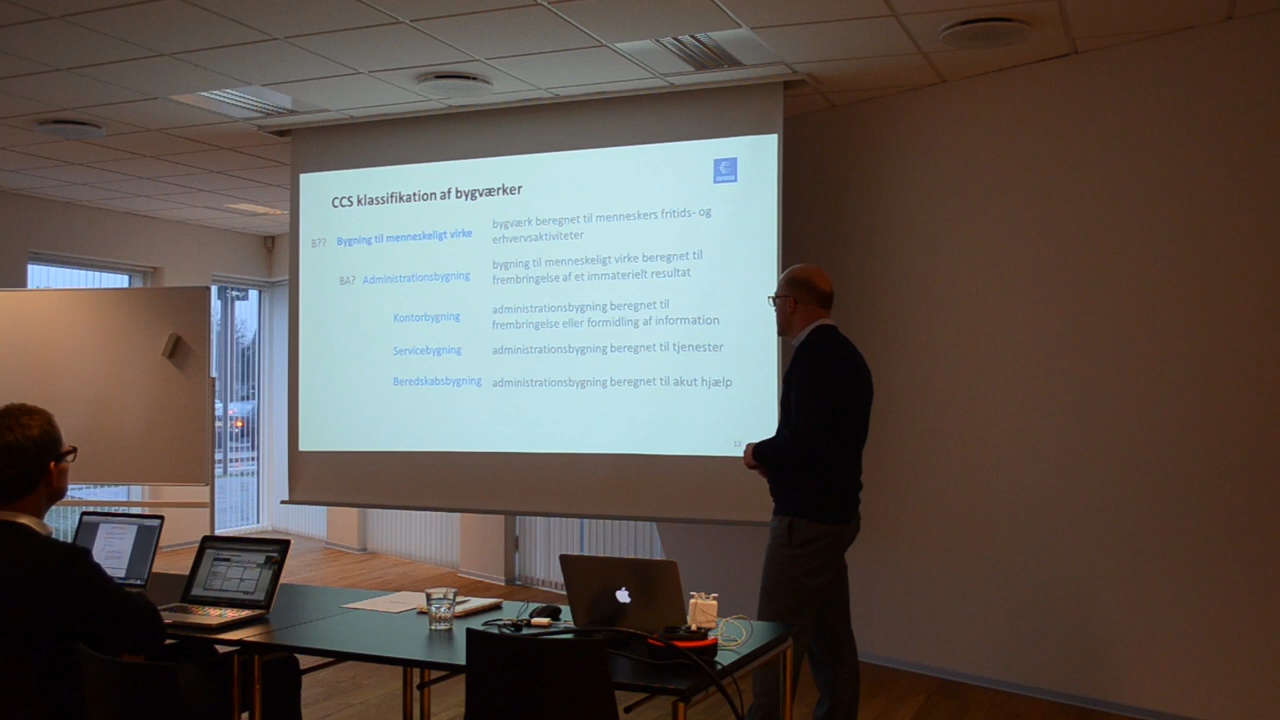 CCS klassifikation af bygværker
B?? Bygning til menneskeligt virke
bygværk beregnet til menneskers fritids- og
erhvervsaktiviteter
BA? Administrationsbygning
bygning til menneskeligt virke beregnet til
frembringelse af et immaterielt resultat
Kontorbygning
administrationsbygning beregnet til
frembringelse eller formidling af information
Servicebygning
administrationsbygning beregnet til tjenester
Beredskabsbygning
administrationsbygning beregnet til akut hjælp
13